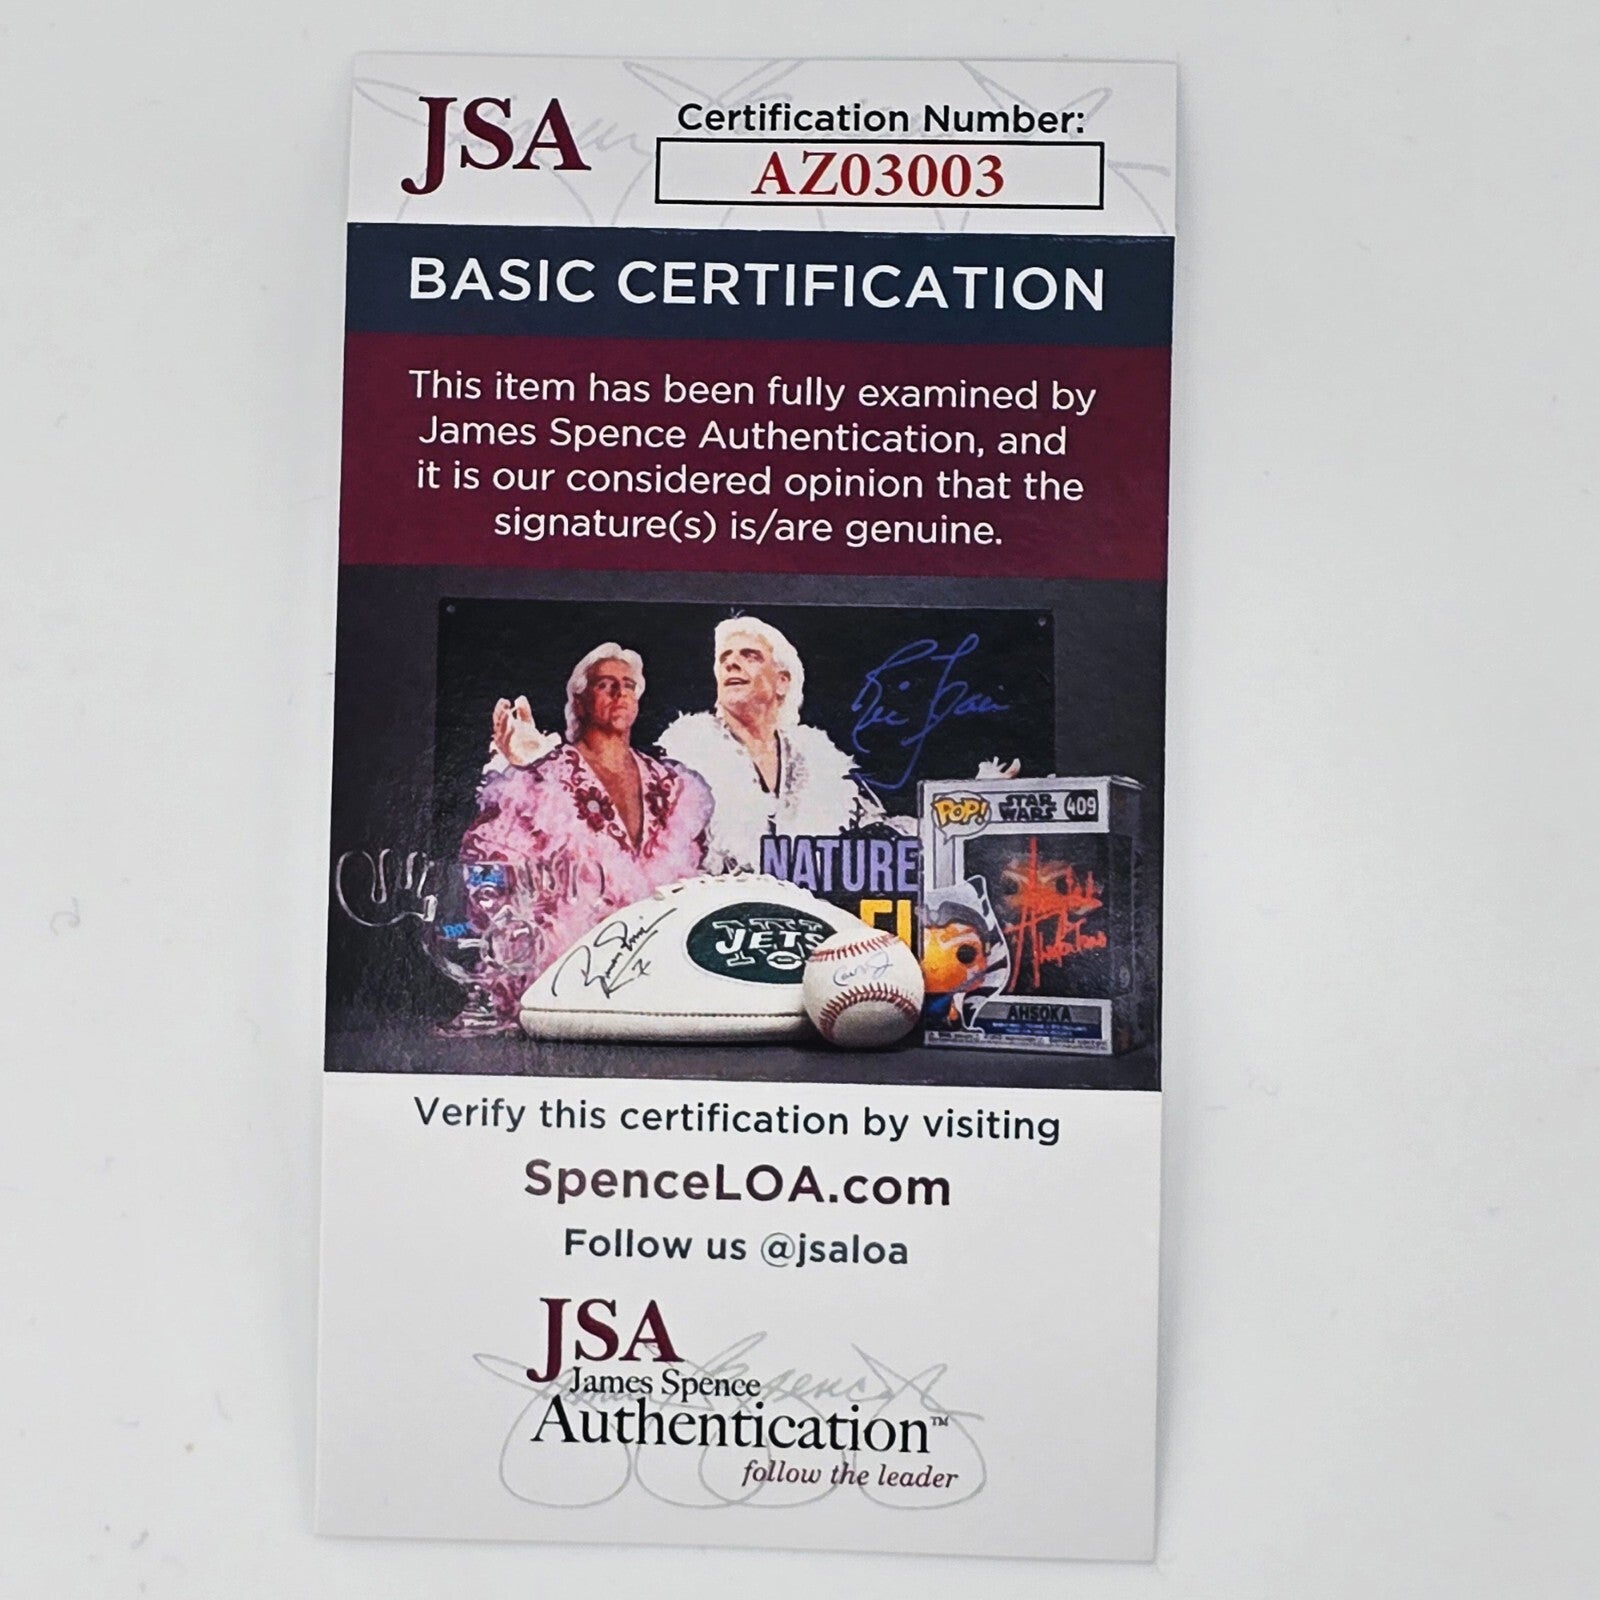 JSA
Certification Number:
AZ03003
BASIC CERTIFICATION
This item has been fully examined by
James Spence Authentication, and
it is our considered opinion that the
signature(s) is/are genuine.
NATURE
POP!
STAR
WARS
409
JETS
AHSOKA
Verify this certification by visiting
SpenceLOA.com
Follow us @jsaloa
JSA
James Spence
Authentication™
follow the leader